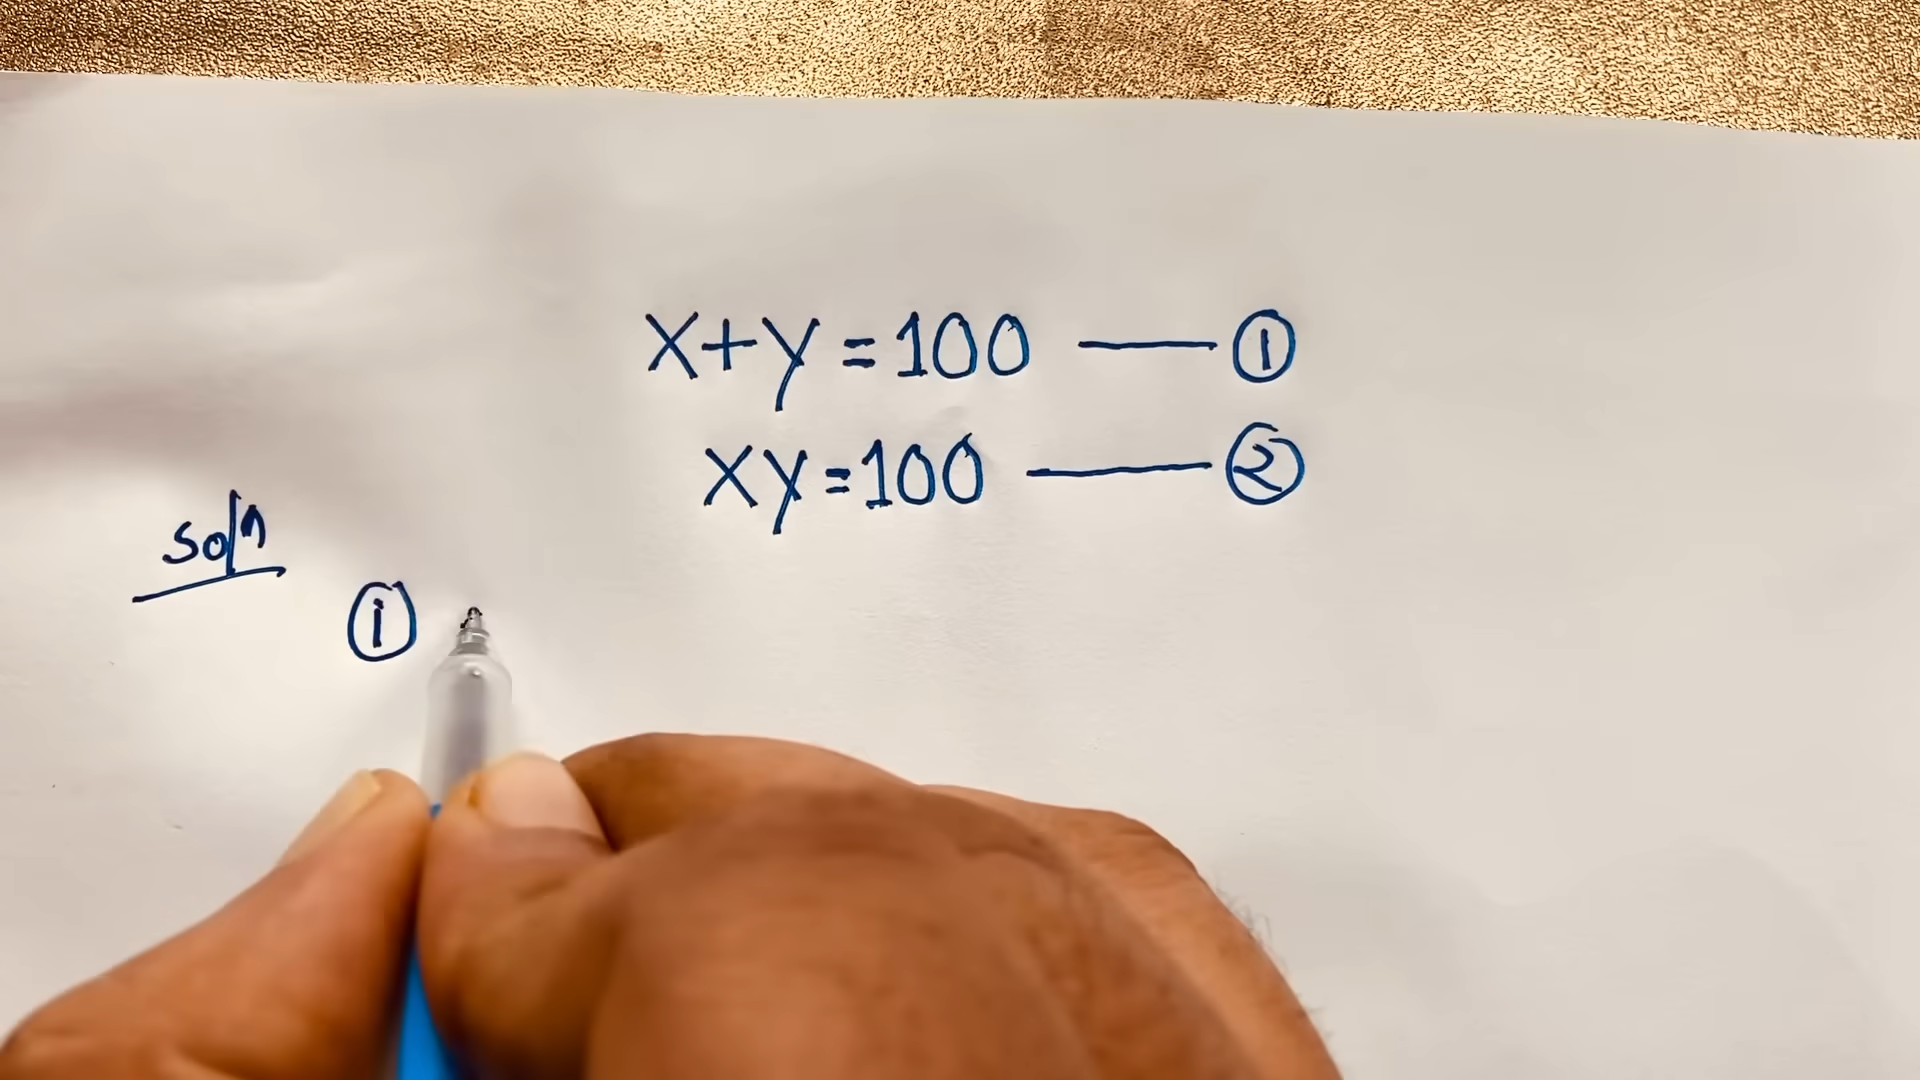 x+y=100 —— ①
xy=100 —— ②
Soln
①